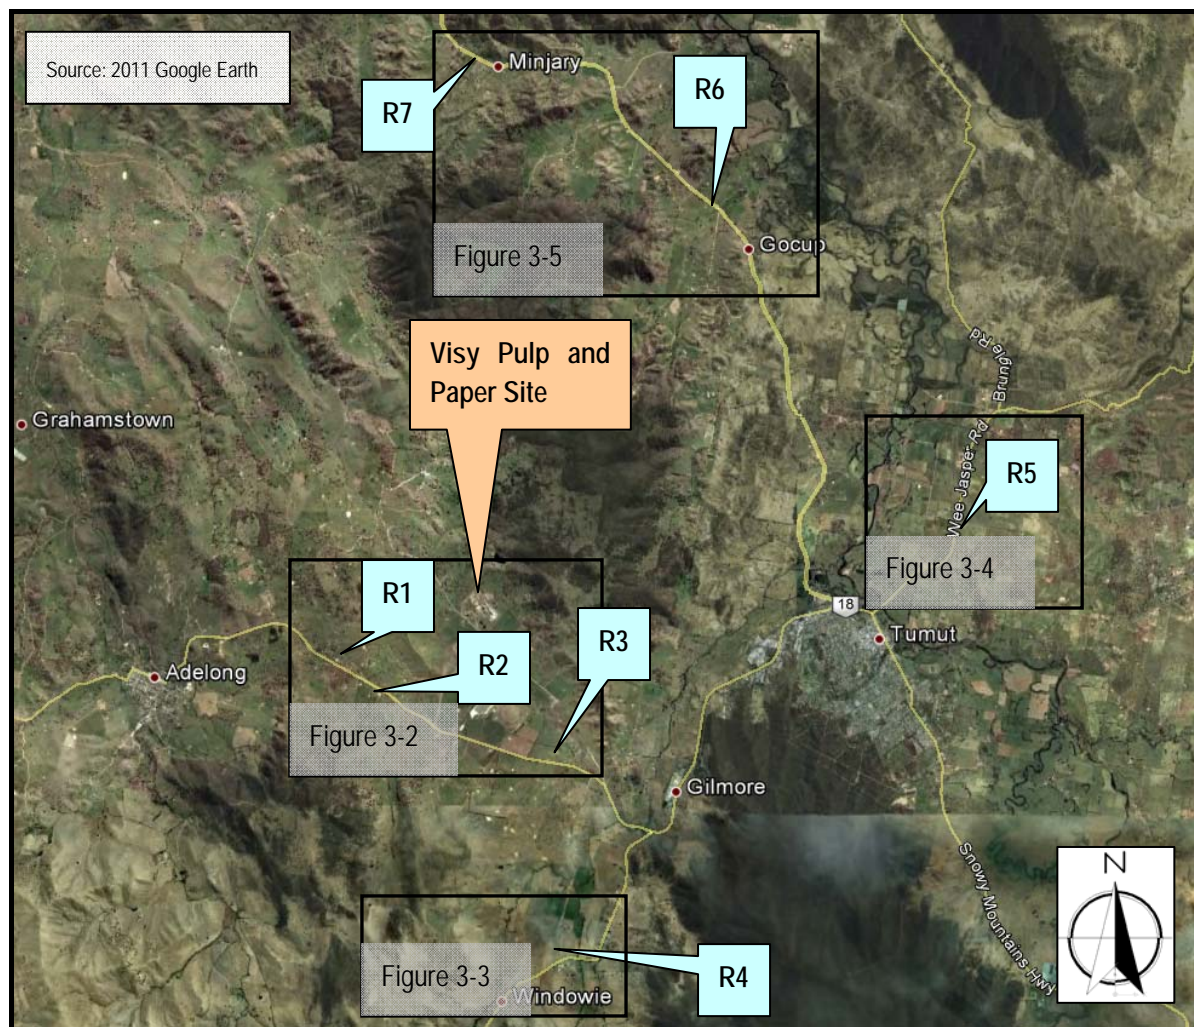 Source: 2011 Google Earth
Minjary
R7
R6
Gocup
Figure 3-5
Visy Pulp and
Paper Site
Brungle Rd
Grahamstown
Wee Jasper Rd
R5
Figure 3-4
R1
R2
R3
18
Tumut
Adelong
Figure 3-2
Gilmore
Snowy Mountains Hwy
N
Figure 3-3
R4
Windowie